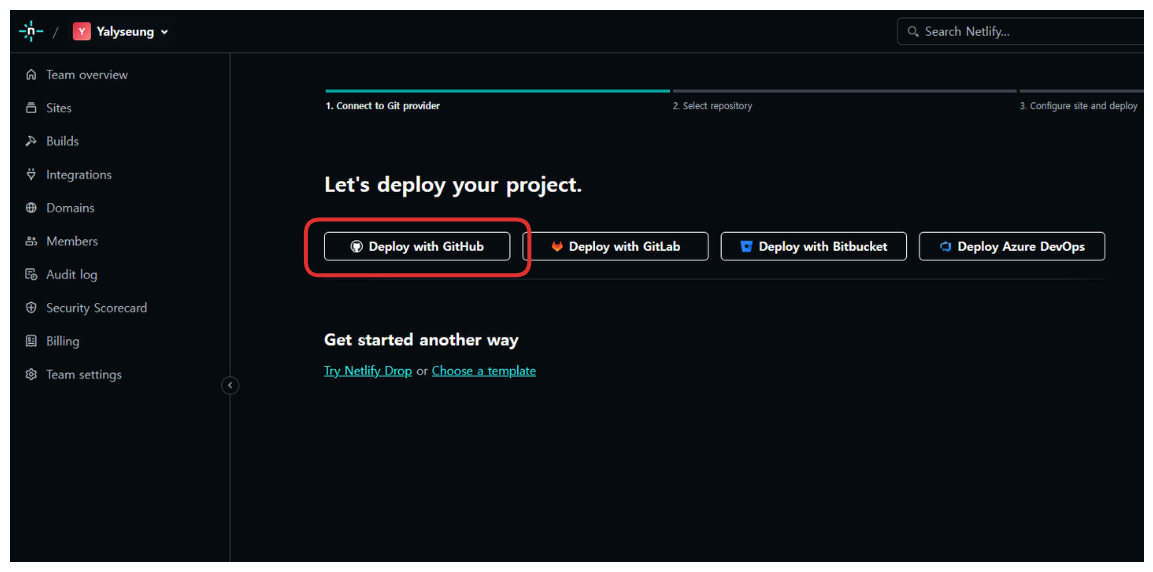 n / Y Yalyseung
Search Netlify...
Team overview
Sites
Builds
Integrations
Domains
Members
Audit log
Security Scorecard
Billing
Team settings
1. Connect to Git provider
2. Select repository
3. Configure site and deploy
Let's deploy your project.
Deploy with GitHub
Deploy with GitLab
Deploy with Bitbucket
Deploy Azure DevOps
Get started another way
Try Netlify Drop or Choose a template